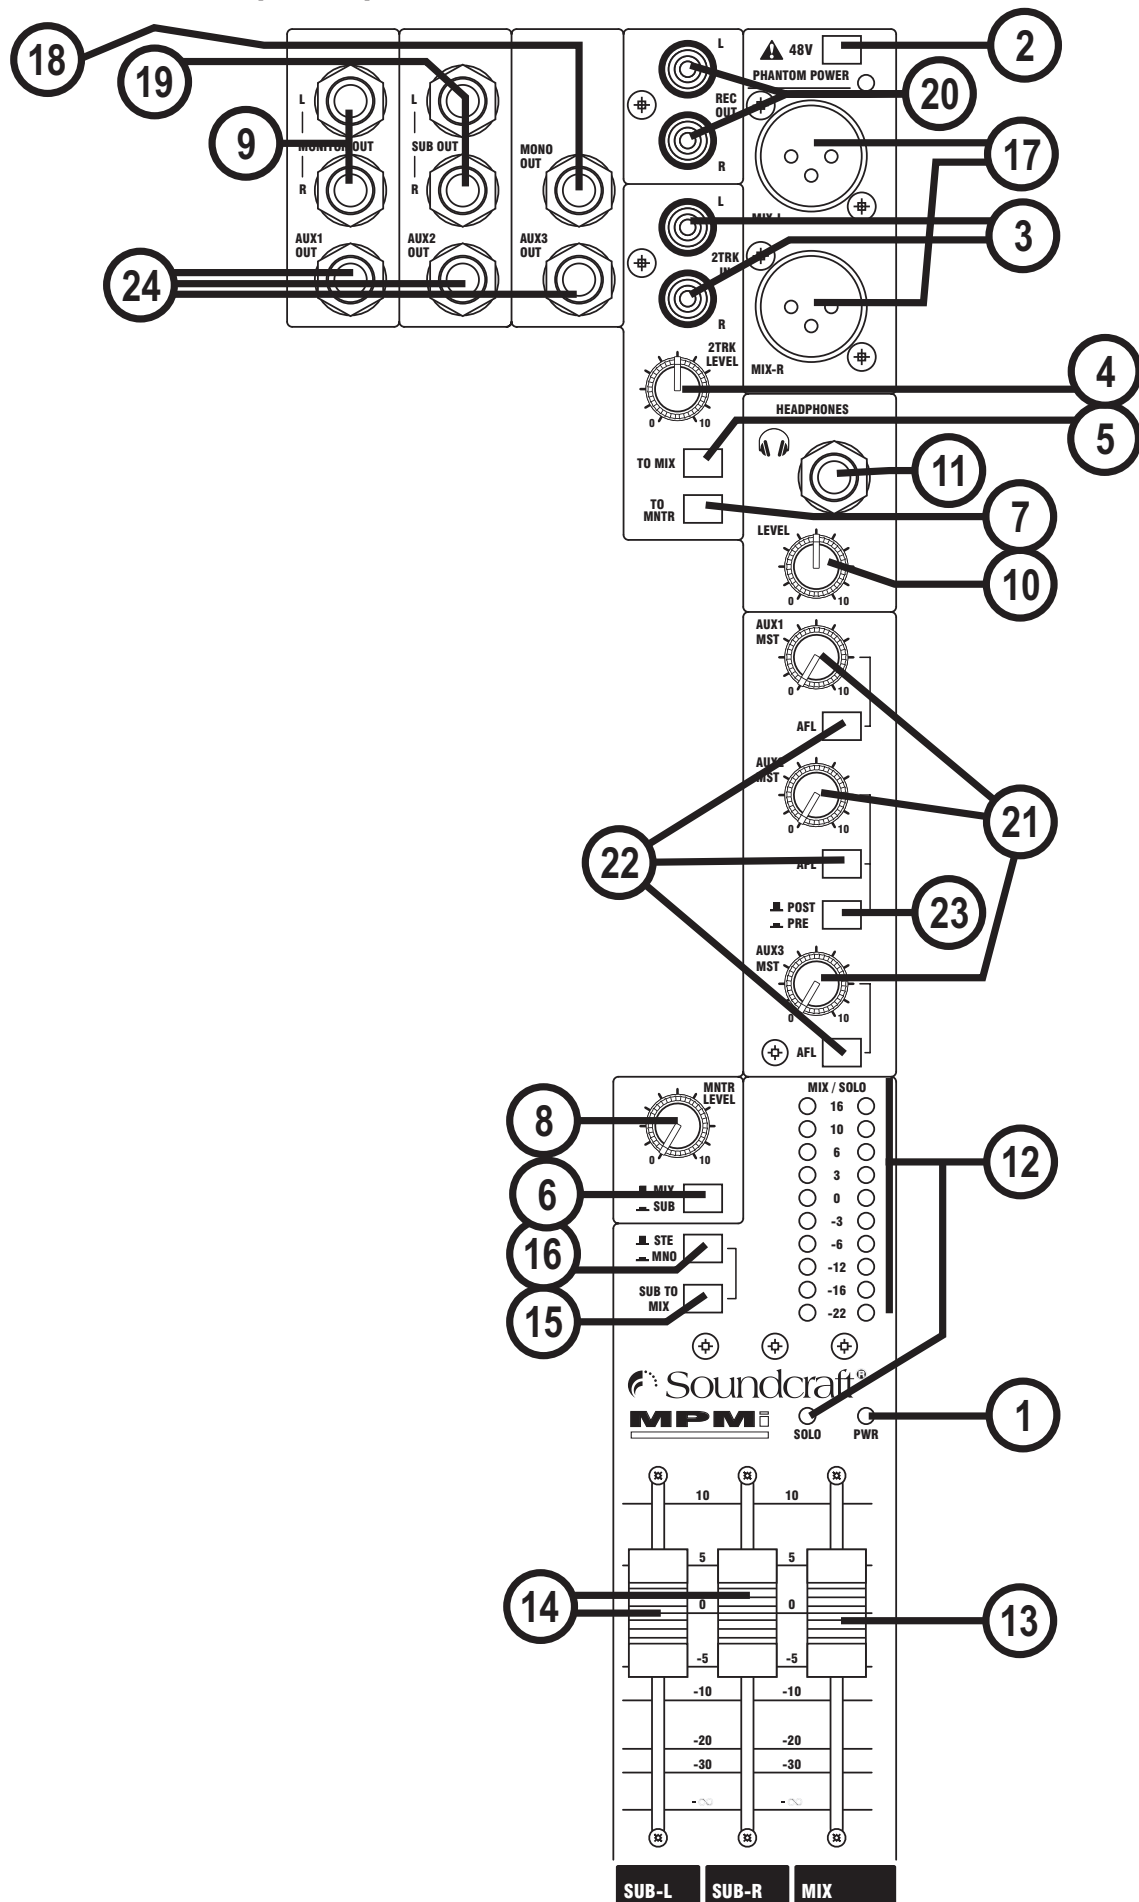 18
19
9
24
L
MONITOR OUT
R
AUX1
OUT
L
SUB OUT
R
AUX2
OUT
MONO
OUT
AUX3
OUT
L
REC
OUT
R
L
2TRK
IN
R
2TRK
LEVEL
0 10
TO MIX
TO
MNTR
48V
PHANTOM POWER
MIX-L
MIX-R
2
20
17
3
4
5
HEADPHONES
11
7
LEVEL
0 10
10
AUX1
MST
0 10
AFL
AUX2
MST
0 10
AFL
21
22
POST
PRE
23
AUX3
MST
0 10
AFL
MNTR
LEVEL
0 10
8
MIX
SUB
6
STE
MNO
16
SUB TO
MIX
15
MIX / SOLO
16
10
6
3
0
-3
-6
-12
-16
-22
12
Soundcraft®
MPMi
SOLO
PWR
1
10 10
5 5
0 0
-5 -5
-10 -10
-20 -20
-30 -30
-∞ -∞
14
13
SUB-L SUB-R MIX